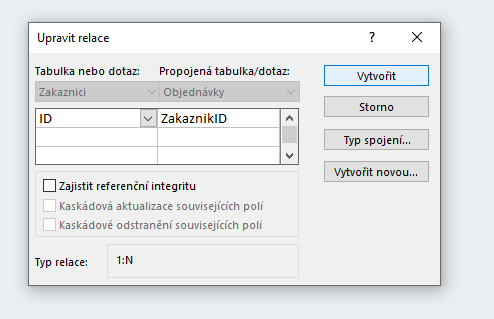 Upravit relace ? ×
Tabulka nebo dotaz: Propojená tabulka/dotaz: Vytvořit
Zakaznici Objednávky
Storno
ID ZakaznikID
Typ spojení...
Vytvořit novou...
Zajistit referenční integritu
Kaskádová aktualizace souvisejících polí
Kaskádové odstranění souvisejících polí
Typ relace: 1:N